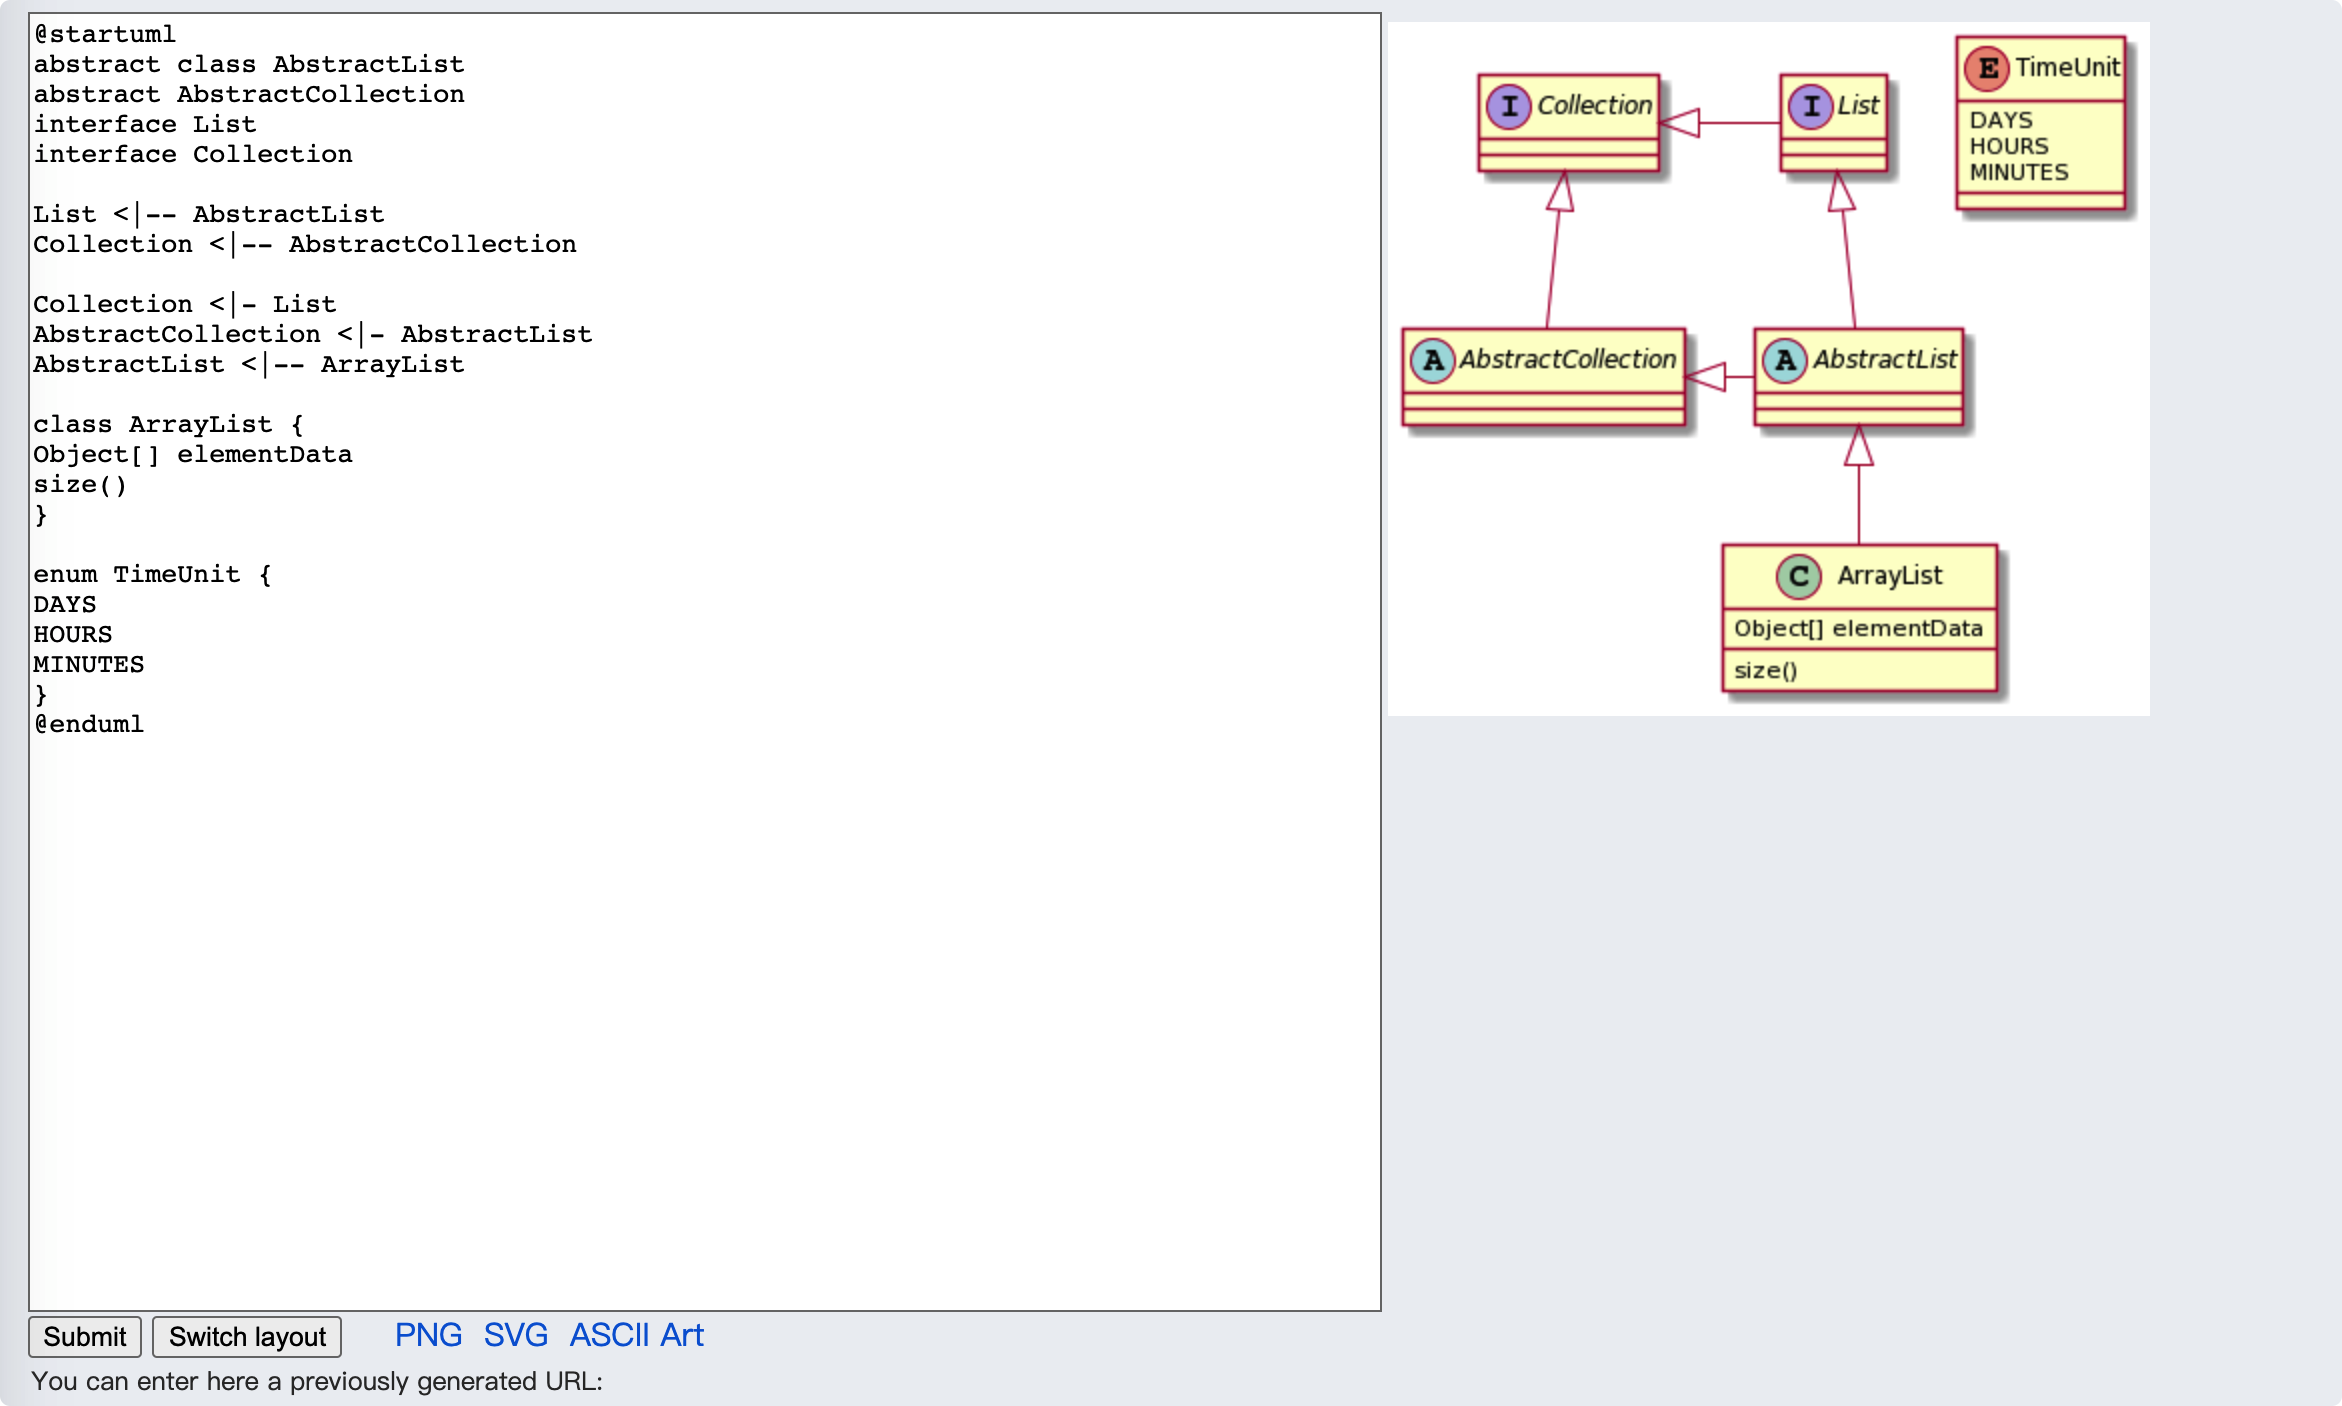 @startuml
abstract class AbstractList
abstract AbstractCollection
interface List
interface Collection

List <|-- AbstractList
Collection <|-- AbstractCollection

Collection <|- List
AbstractCollection <|- AbstractList
AbstractList <|-- ArrayList

class ArrayList {
Object[] elementData
size()
}

enum TimeUnit {
DAYS
HOURS
MINUTES
}
@enduml
I Collection
I List
E TimeUnit
DAYS
HOURS
MINUTES
A AbstractCollection
A AbstractList
C ArrayList
Object[] elementData
size()
Submit Switch layout PNG SVG ASCII Art
You can enter here a previously generated URL: